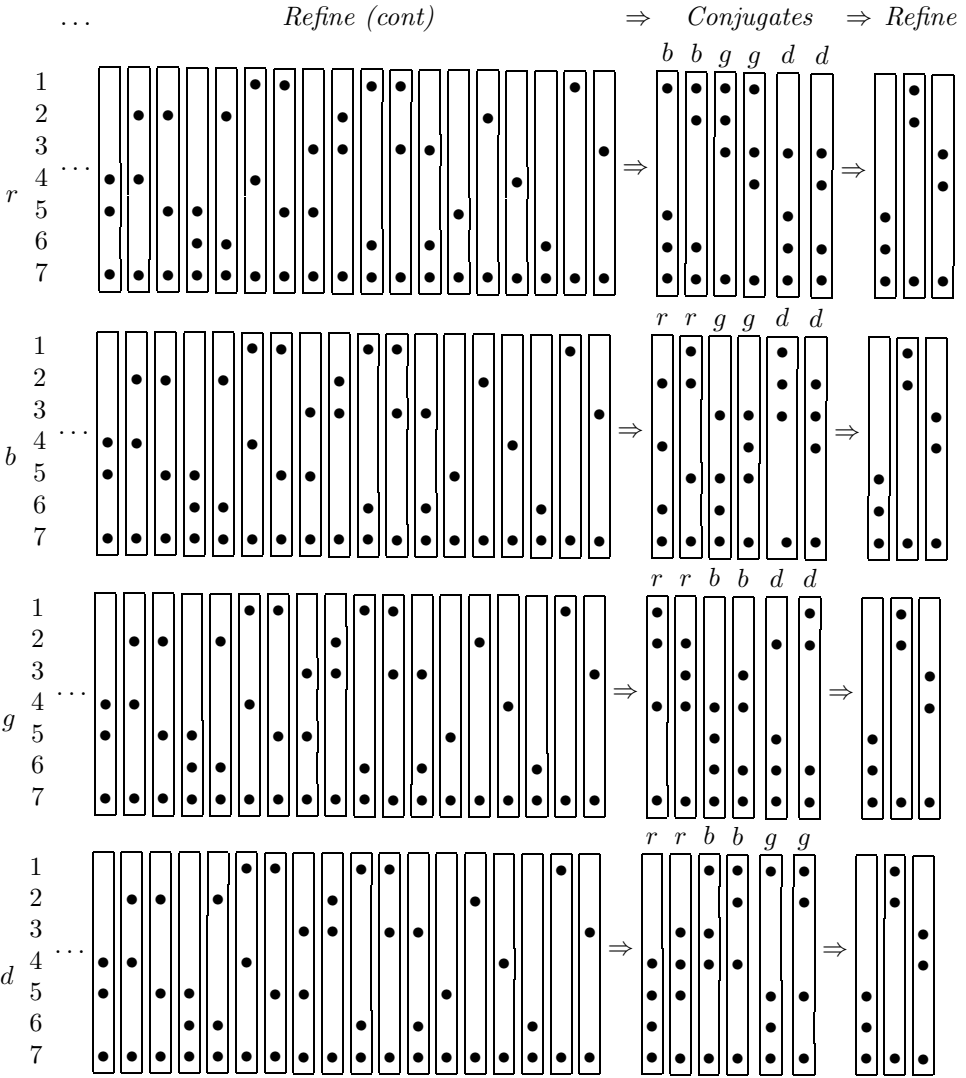 ... Refine (cont) ⇒ Conjugates ⇒ Refine
b b g g d d
1
2
3
... ⇒ ⇒
4
r
5
6
7
r r g g d d
1
2
3
... ⇒ ⇒
4
b
5
6
7
r r b b d d
1
2
3
... ⇒ ⇒
4
g
5
6
7
r r b b g g
1
2
3
... ⇒ ⇒
4
d
5
6
7